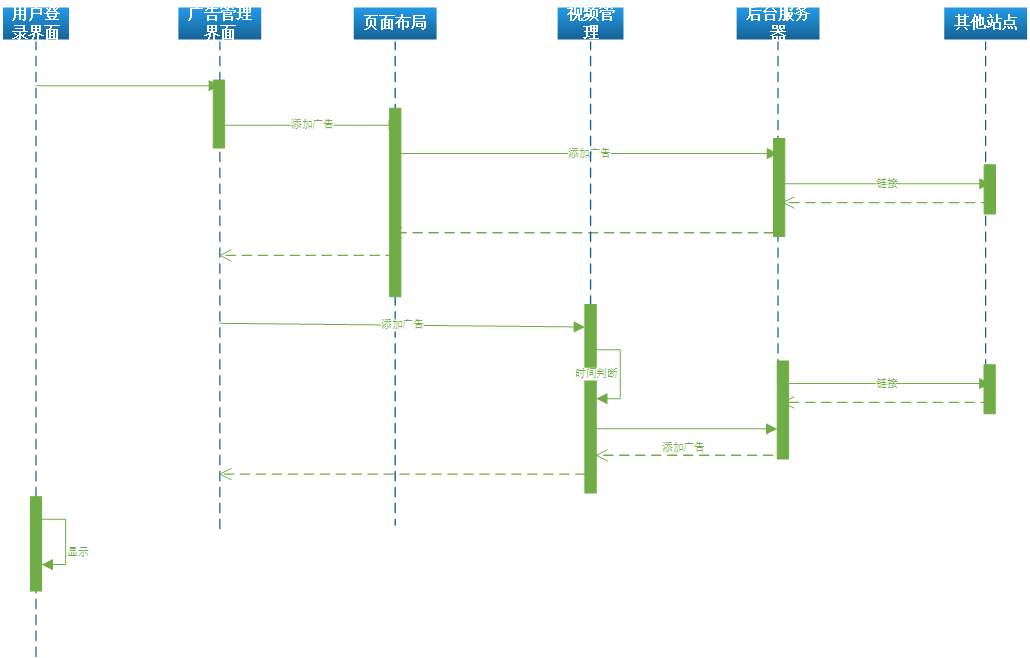 用户登
录界面
广告管理
界面
页面布局
视频管
理
后台服务
器
其他站点
添加广告
添加广告
链接
添加广告
时间判断
链接
添加广告
显示